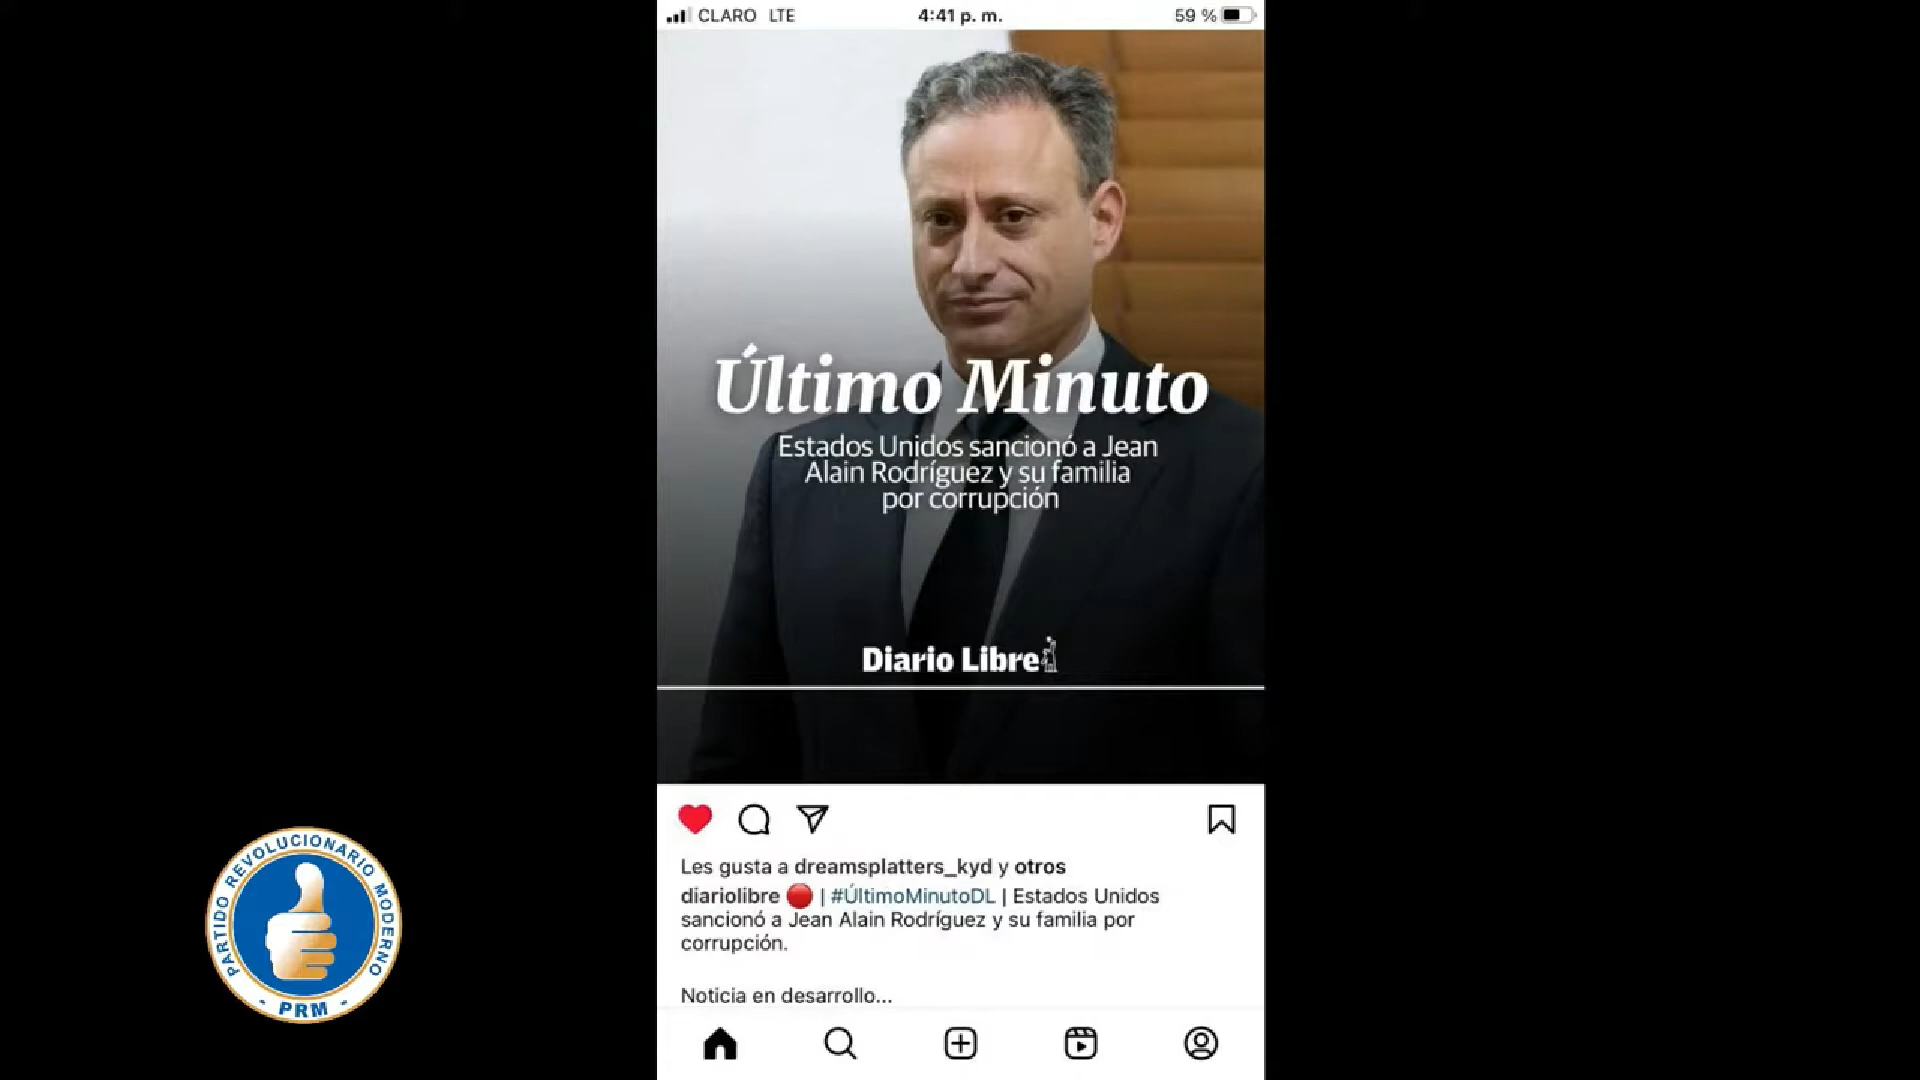 CLARO LTE 4:41 p. m. 59 %
Último Minuto
Estados Unidos sancionó a Jean
Alain Rodríguez y su familia
por corrupción
Diario Libre
Les gusta a dreamsplatters_kyd y otros
diariolibre 🔴 | #ÚltimoMinutoDL | Estados Unidos
sancionó a Jean Alain Rodríguez y su familia por
corrupción.
Noticia en desarrollo...
PARTIDO REVOLUCIONARIO MODERNO
- PRM -